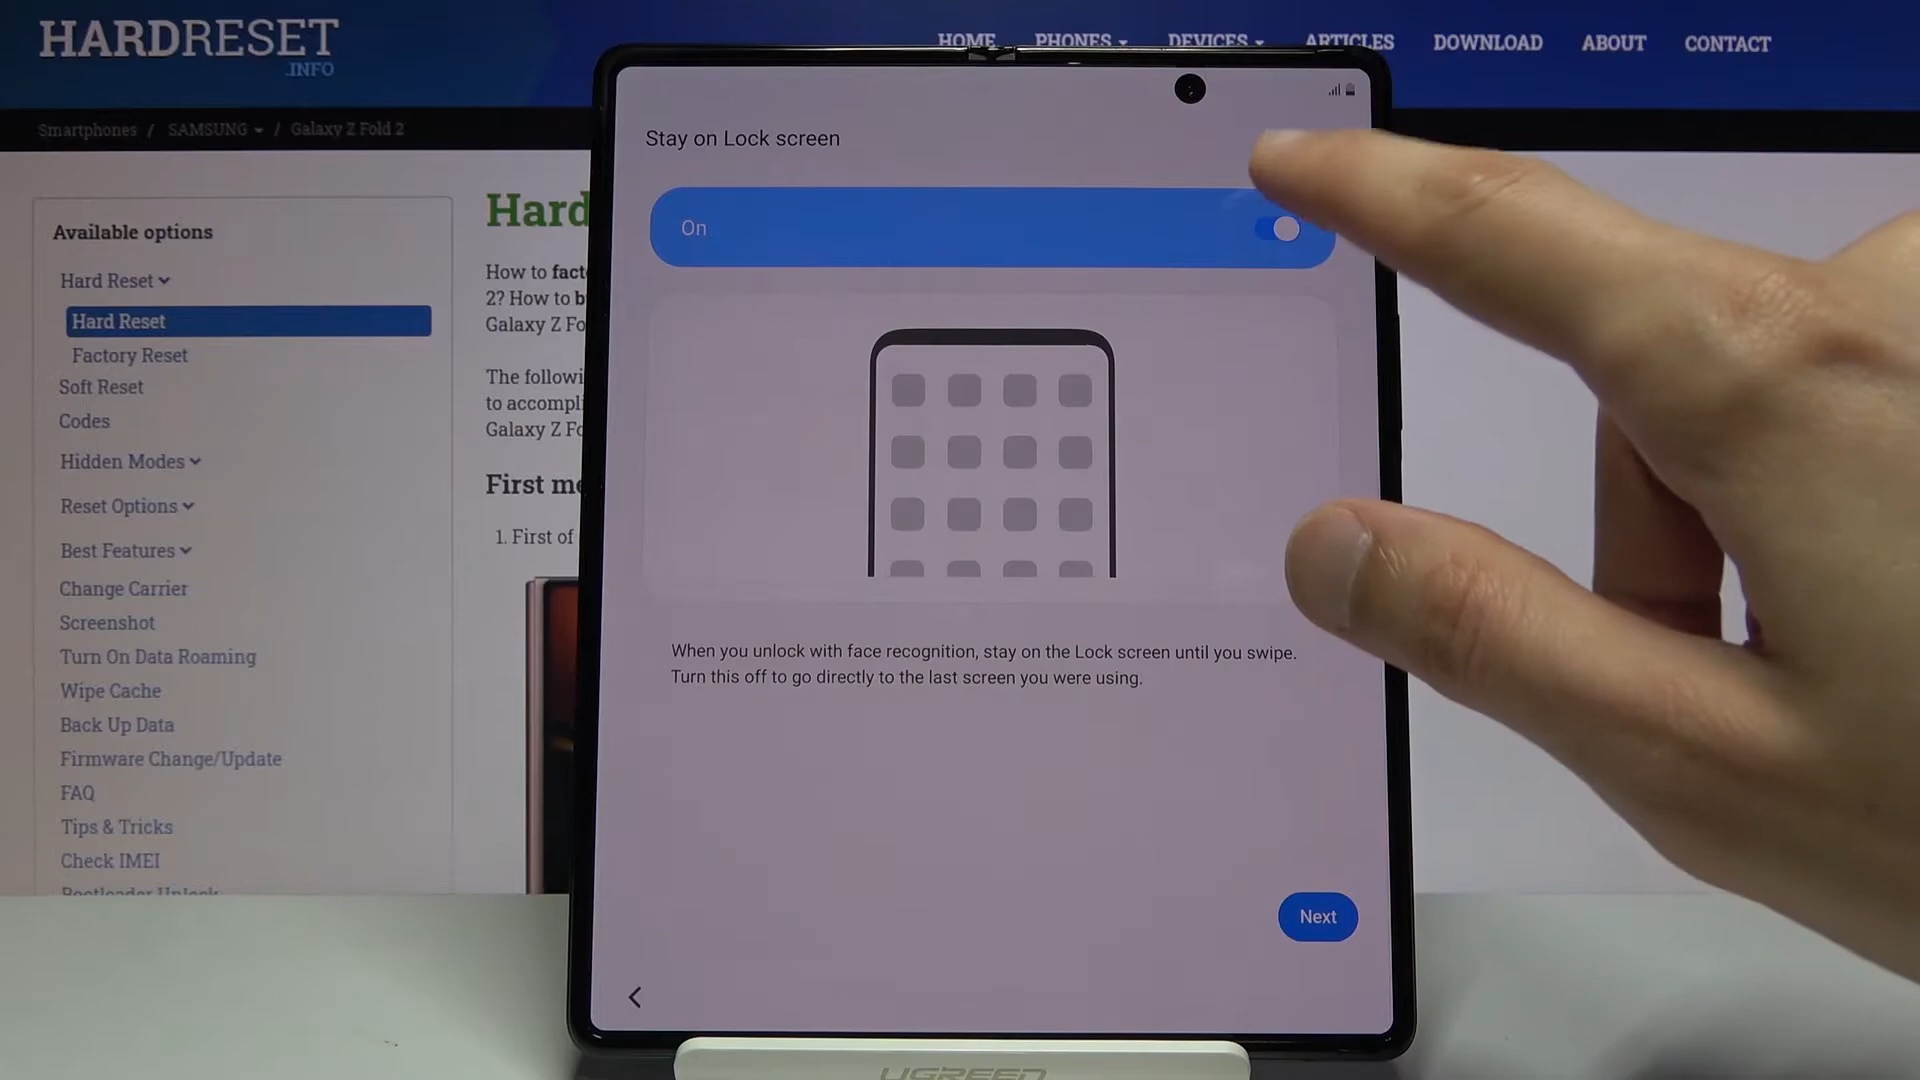 HARDRESET
.INFO
HOME PHONES DEVICES ARTICLES DOWNLOAD ABOUT CONTACT
Smartphones / SAMSUNG / Galaxy Z Fold 2
Available options
Hard Reset
Hard Reset
Factory Reset
Soft Reset
Codes
Hidden Modes
Reset Options
Best Features
Change Carrier
Screenshot
Turn On Data Roaming
Wipe Cache
Back Up Data
Firmware Change/Update
FAQ
Tips & Tricks
Check IMEI
Bootloader Unlock
Hard
How to fact
2? How to b
Galaxy Z Fo
The followi
to accompli
Galaxy Z Fo
First me
1. First of
Stay on Lock screen
On
When you unlock with face recognition, stay on the Lock screen until you swipe.
Turn this off to go directly to the last screen you were using.
Next
UGREEN